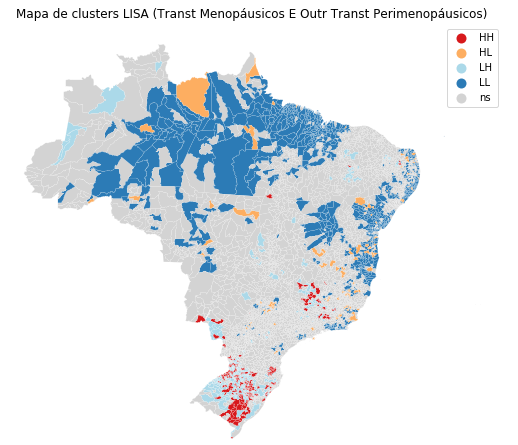 Mapa de clusters LISA (Transt Menopáusicos E Outr Transt Perimenopáusicos)
HH
HL
LH
LL
ns